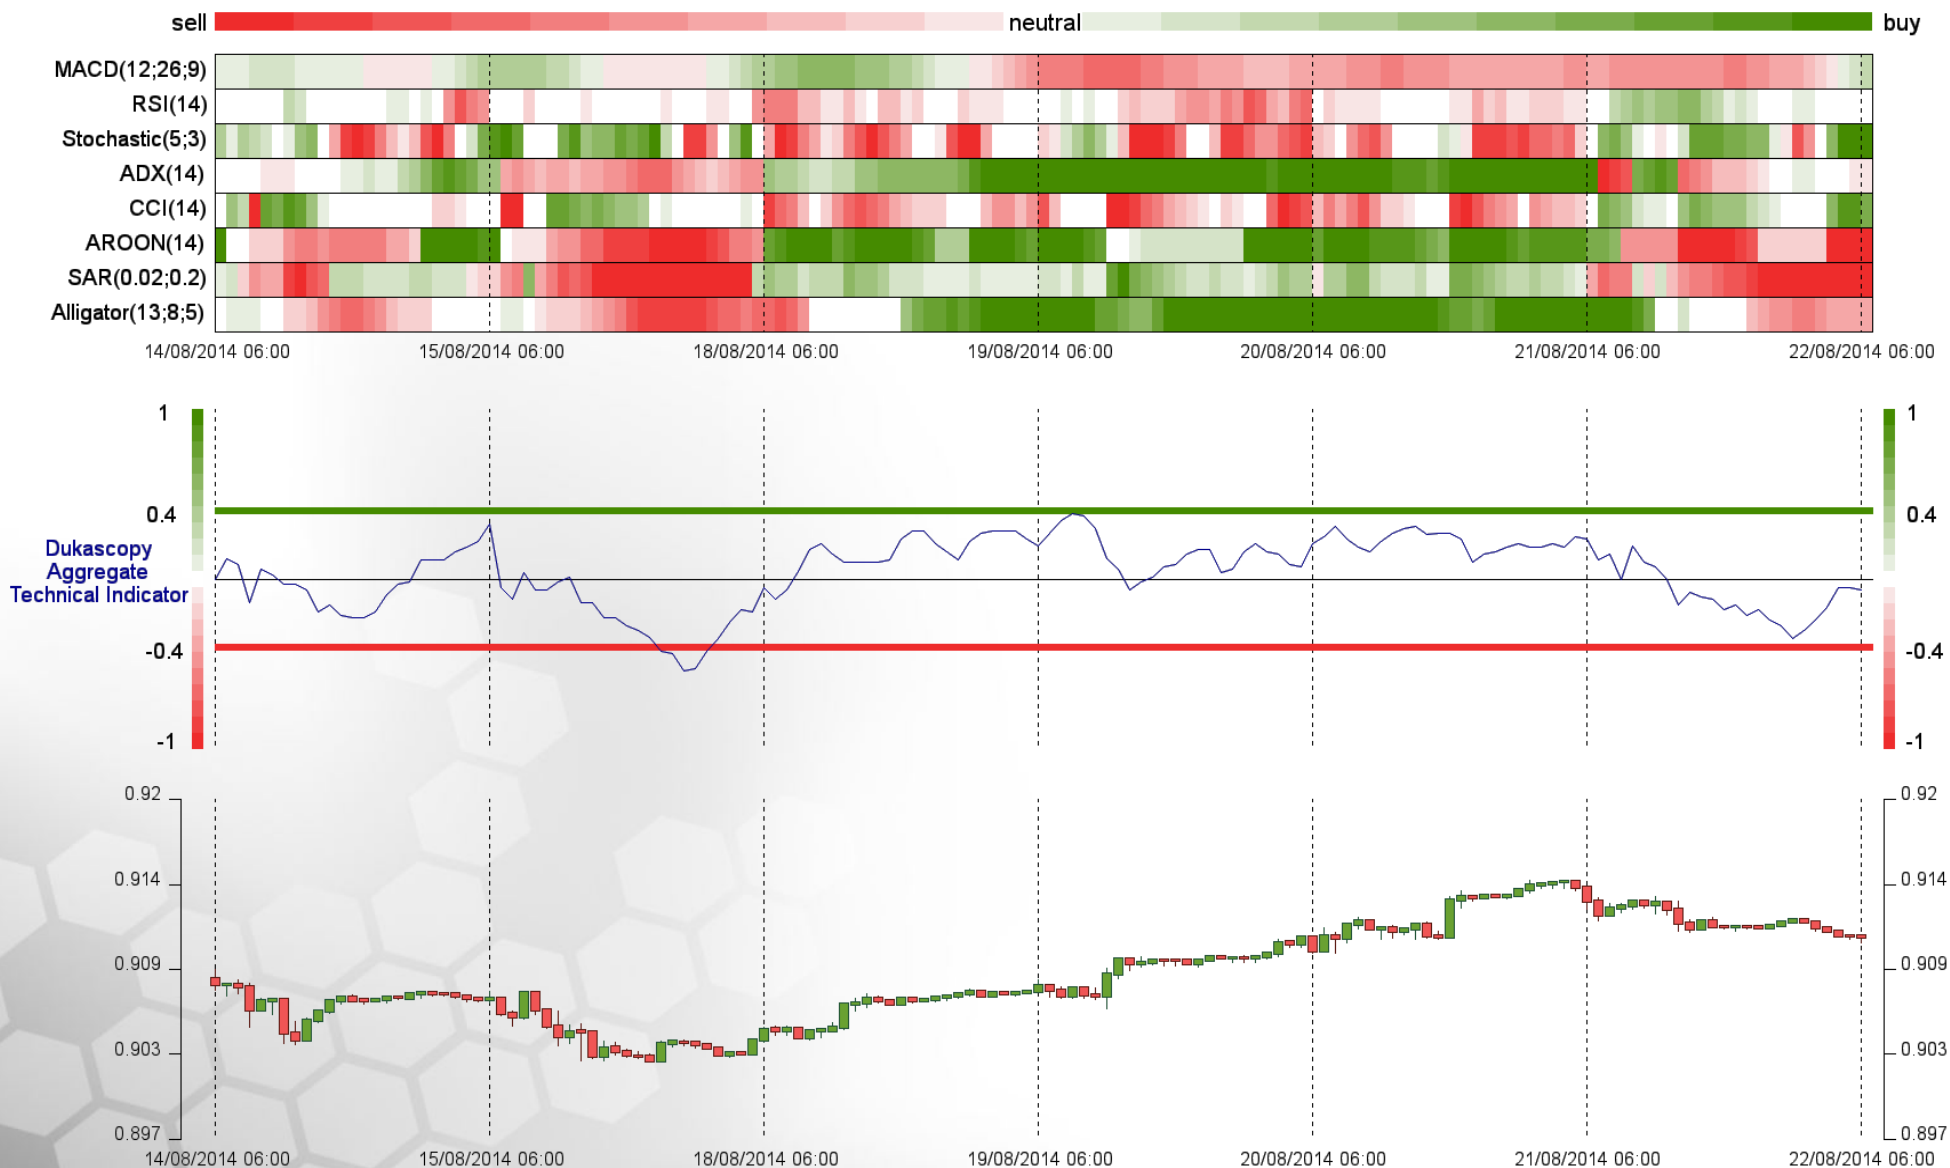 sell neutral buy
MACD(12;26;9)
RSI(14)
Stochastic(5;3)
ADX(14)
CCI(14)
AROON(14)
SAR(0.02;0.2)
Alligator(13;8;5)
14/08/2014 06:00 15/08/2014 06:00 18/08/2014 06:00 19/08/2014 06:00 20/08/2014 06:00 21/08/2014 06:00 22/08/2014 06:00
1 1
0.4 0.4
Dukascopy
Aggregate
Technical Indicator
-0.4 -0.4
-1 -1
0.92 0.92
0.914 0.914
0.909 0.909
0.903 0.903
0.897 0.897
14/08/2014 06:00 15/08/2014 06:00 18/08/2014 06:00 19/08/2014 06:00 20/08/2014 06:00 21/08/2014 06:00 22/08/2014 06:00